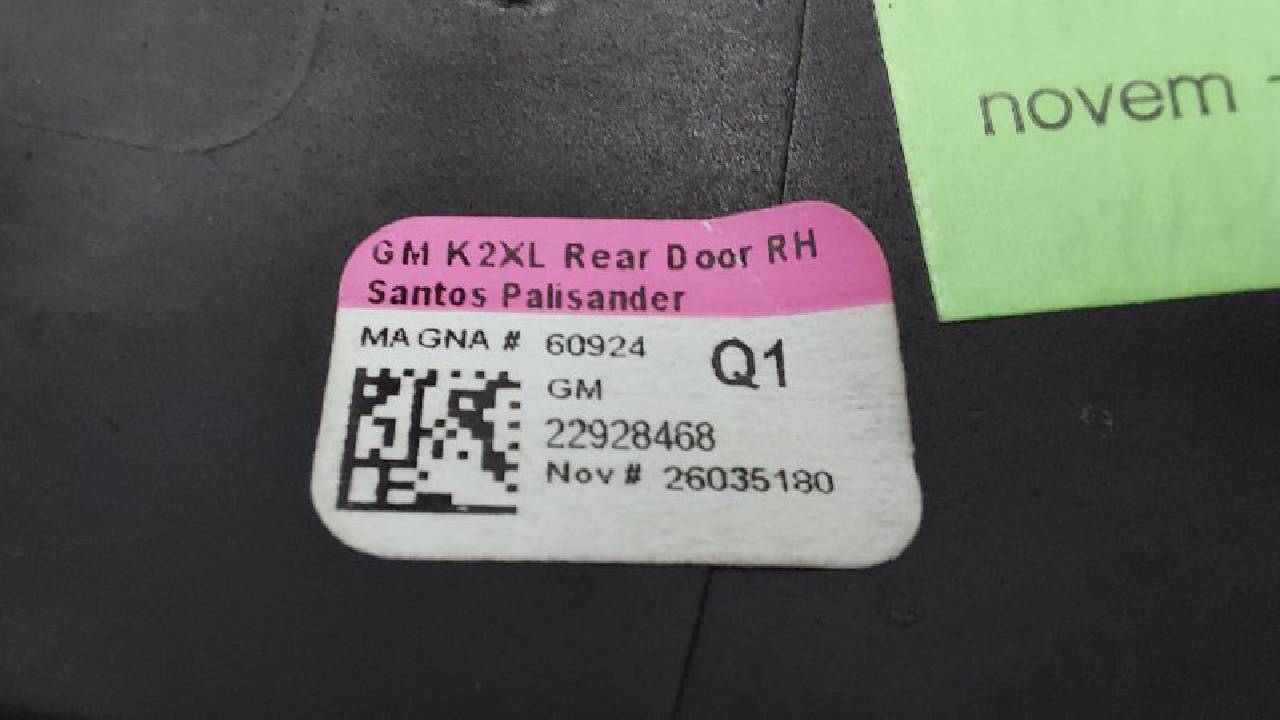 novem -
GM K2XL Rear Door RH
Santos Palisander
MAGNA # 60924
Q1
GM
22928468
Nov # 26035180